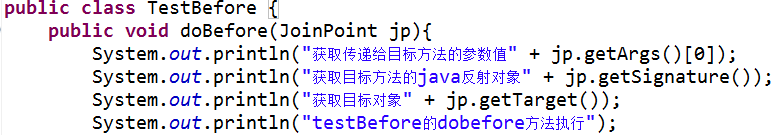 public class TestBefore {
public void doBefore(JoinPoint jp){
System.out.println("获取传递给目标方法的参数值" + jp.getArgs()[0]);
System.out.println("获取目标方法的java反射对象" + jp.getSignature());
System.out.println("获取目标对象" + jp.getTarget());
System.out.println("testBefore的dobefore方法执行");